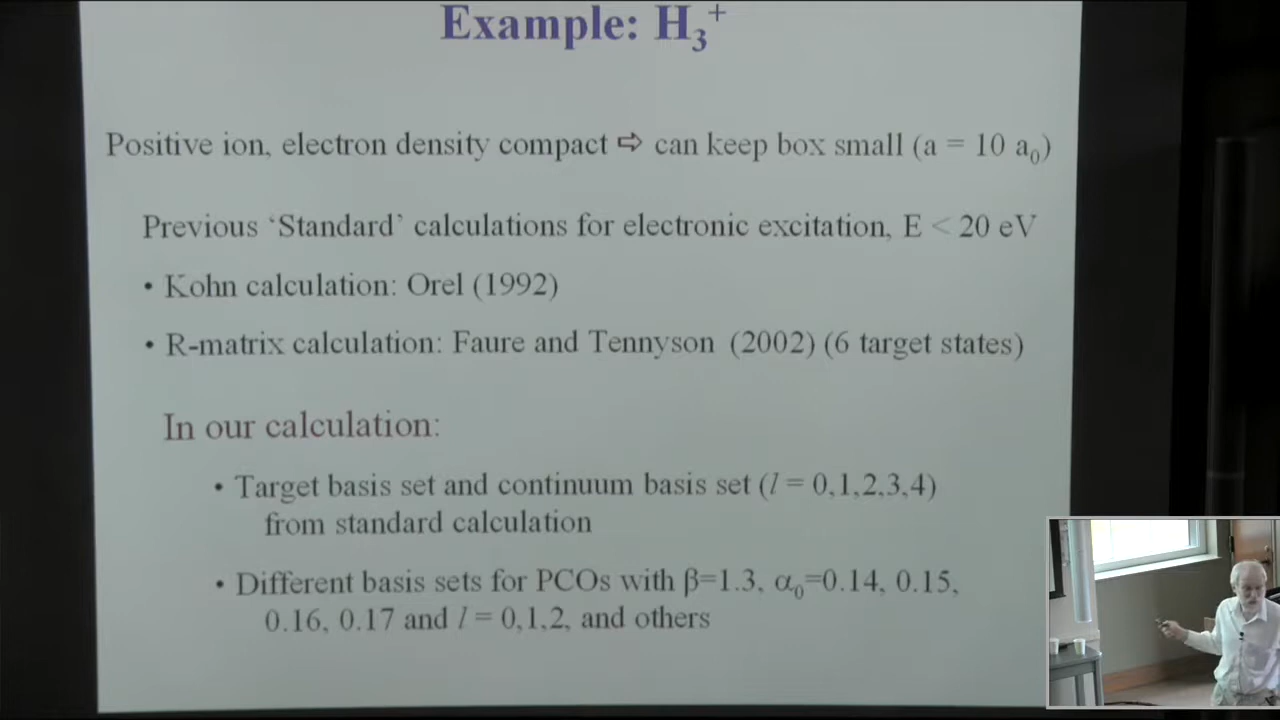 Example: H₃⁺
Positive ion, electron density compact ⇨ can keep box small (a = 10 a₀)
Previous ‘Standard’ calculations for electronic excitation, E < 20 eV
• Kohn calculation: Orel (1992)
• R-matrix calculation: Faure and Tennyson (2002) (6 target states)
In our calculation:
• Target basis set and continuum basis set (l = 0,1,2,3,4)
from standard calculation
• Different basis sets for PCOs with β=1.3, α₀=0.14, 0.15,
0.16, 0.17 and l = 0,1,2, and others